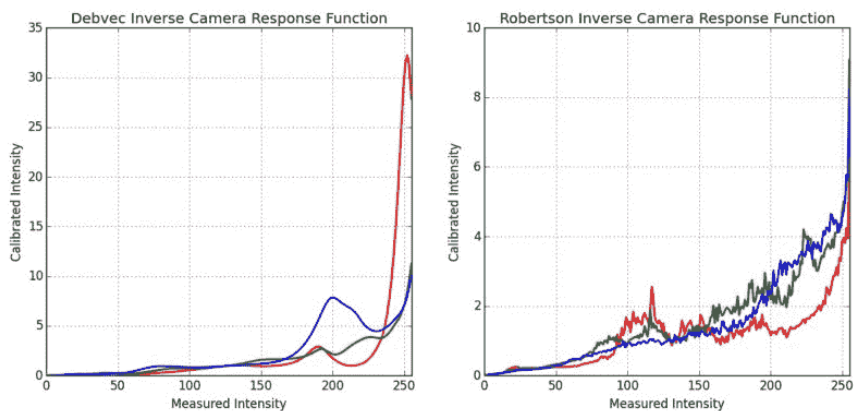 Debvec Inverse Camera Response Function
35
30
25
20
15
10
5
0
0 50 100 150 200 250
Calibrated Intensity
Measured Intensity
Robertson Inverse Camera Response Function
10
8
6
4
2
0
0 50 100 150 200 250
Calibrated Intensity
Measured Intensity